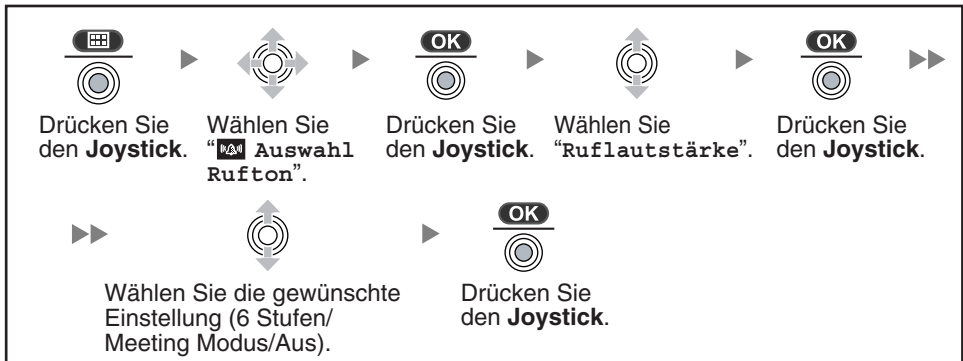 OK
OK
Drücken Sie den Joystick.
Wählen Sie “Auswahl Rufton”.
Drücken Sie den Joystick.
Wählen Sie “Ruflautstärke”.
Drücken Sie den Joystick.
OK
Wählen Sie die gewünschte Einstellung (6 Stufen/ Meeting Modus/Aus).
Drücken Sie den Joystick.